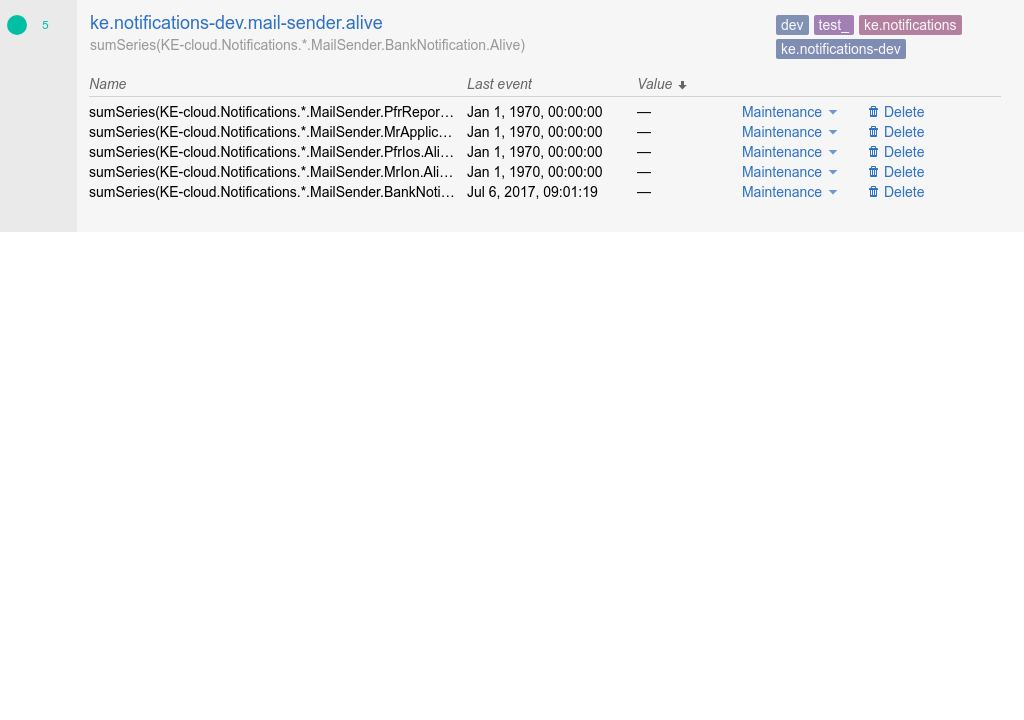 5 ke.notifications-dev.mail-sender.alive dev test_ ke.notifications
sumSeries(KE-cloud.Notifications.*.MailSender.BankNotification.Alive) ke.notifications-dev
Name Last event Value
sumSeries(KE-cloud.Notifications.*.MailSender.PfrRepor… Jan 1, 1970, 00:00:00 — Maintenance Delete
sumSeries(KE-cloud.Notifications.*.MailSender.MrApplic… Jan 1, 1970, 00:00:00 — Maintenance Delete
sumSeries(KE-cloud.Notifications.*.MailSender.PfrIos.Ali… Jan 1, 1970, 00:00:00 — Maintenance Delete
sumSeries(KE-cloud.Notifications.*.MailSender.MrIon.Ali… Jan 1, 1970, 00:00:00 — Maintenance Delete
sumSeries(KE-cloud.Notifications.*.MailSender.BankNoti… Jul 6, 2017, 09:01:19 — Maintenance Delete